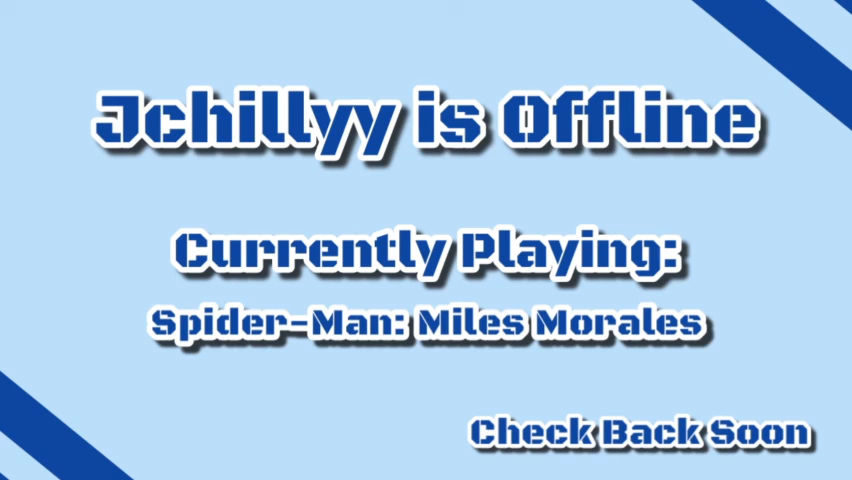 Jchillyy is Offline
Currently Playing:
Spider-Man: Miles Morales
Check Back Soon